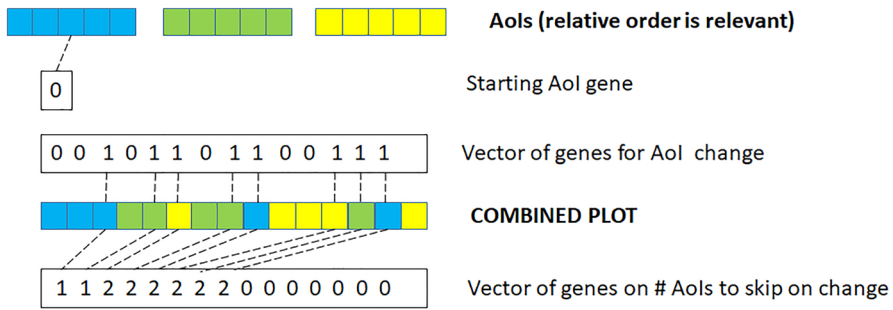 AoIs (relative order is relevant)
0
Starting AoI gene
0 0 1 0 1 1 0 1 1 0 0 1 1 1
Vector of genes for AoI change
COMBINED PLOT
1 1 2 2 2 2 2 2 0 0 0 0 0 0 0
Vector of genes on # AoIs to skip on change